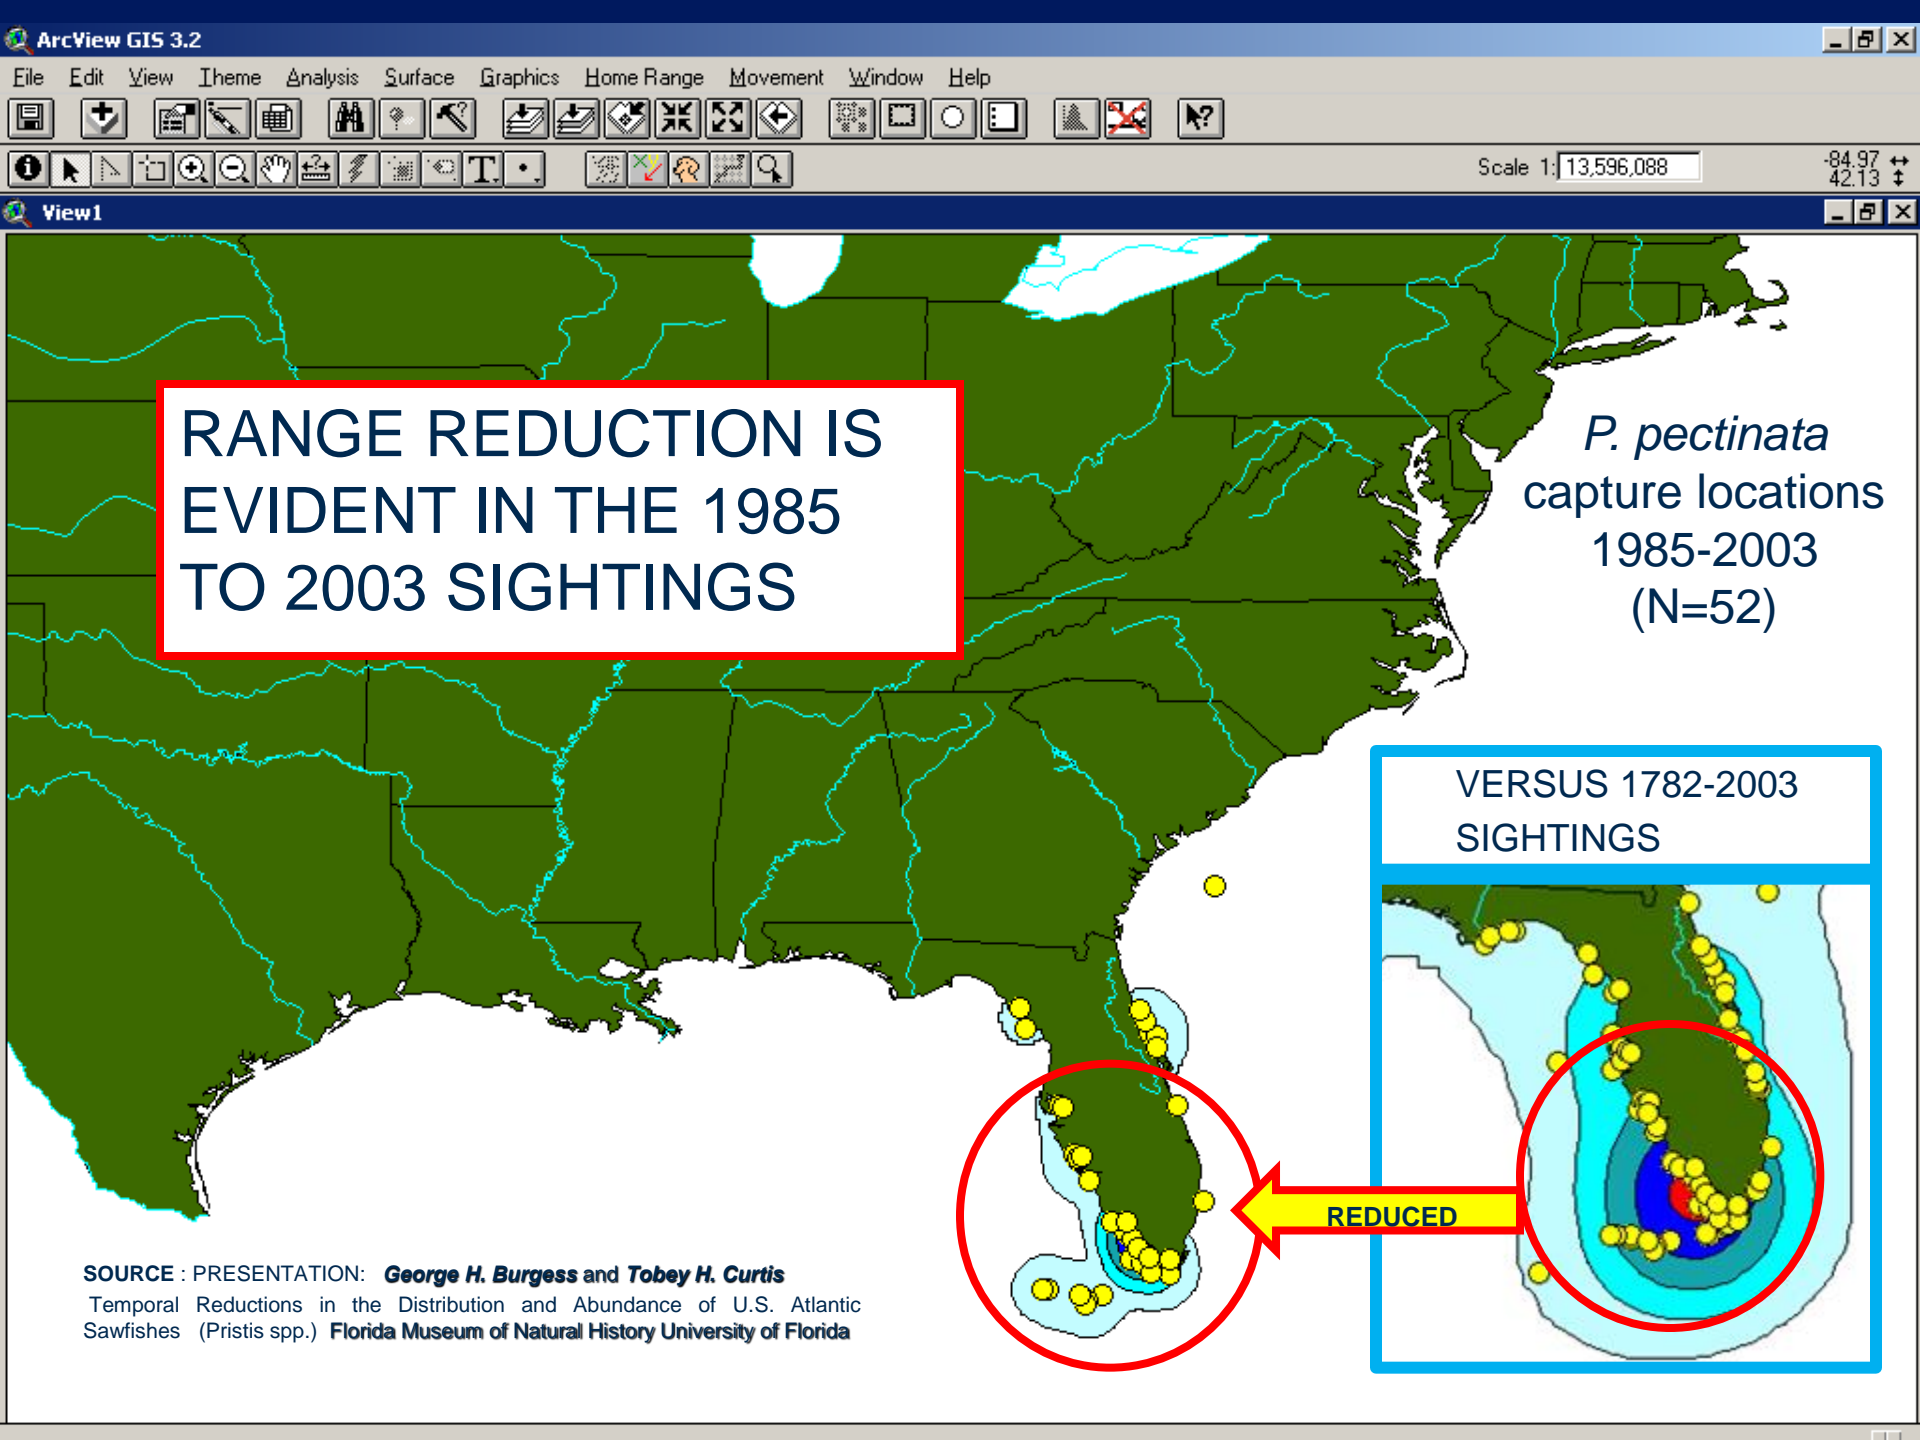 ArcView GIS 3.2
File Edit View Theme Analysis Surface Graphics Home Range Movement Window Help
Scale 1: 13,596,088
-84.97
42.13
View1
RANGE REDUCTION IS
EVIDENT IN THE 1985
TO 2003 SIGHTINGS
P. pectinata
capture locations
1985-2003
(N=52)
VERSUS 1782-2003
SIGHTINGS
REDUCED
SOURCE : PRESENTATION: George H. Burgess and Tobey H. Curtis
Temporal Reductions in the Distribution and Abundance of U.S. Atlantic
Sawfishes (Pristis spp.) Florida Museum of Natural History University of Florida